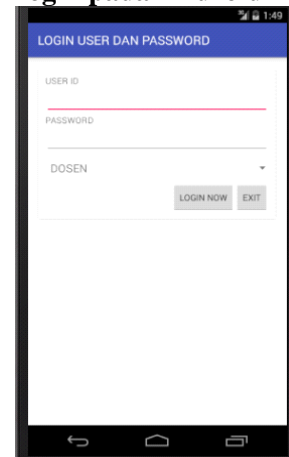 1:49
LOGIN USER DAN PASSWORD
USER ID
PASSWORD
DOSEN
LOGIN NOW EXIT